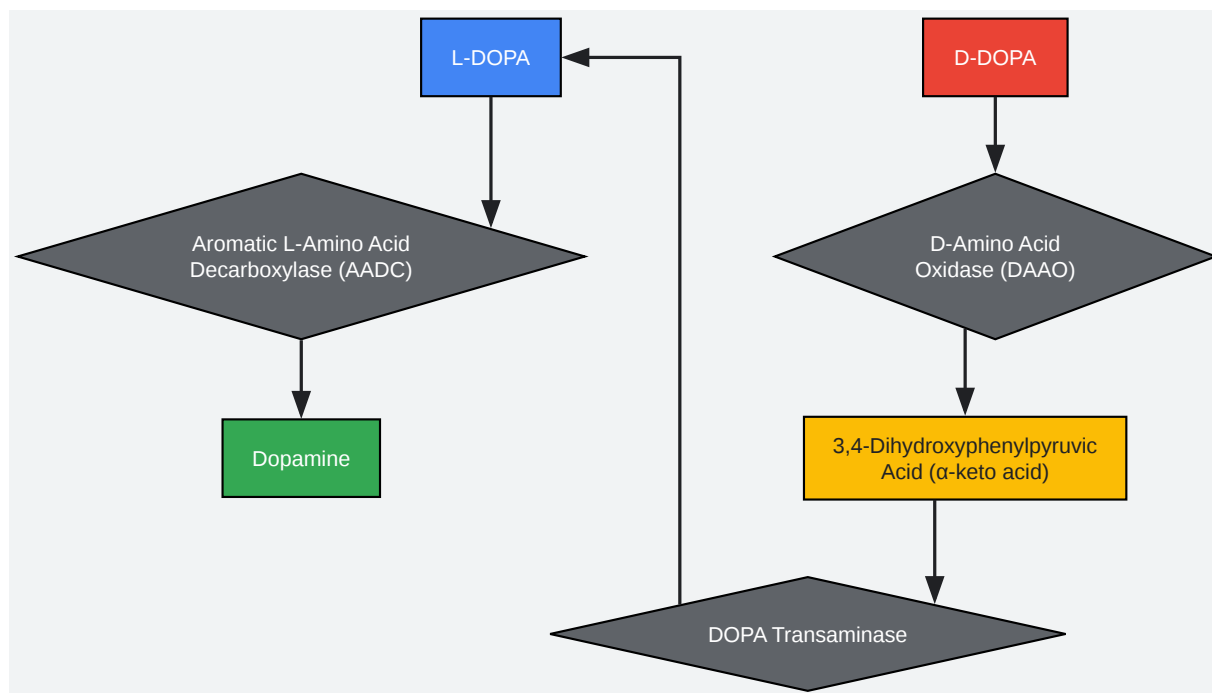 L-DOPA
D-DOPA
Aromatic L-Amino Acid
Decarboxylase (AADC)
D-Amino Acid
Oxidase (DAAO)
Dopamine
3,4-Dihydroxyphenylpyruvic
Acid (α-keto acid)
DOPA Transaminase